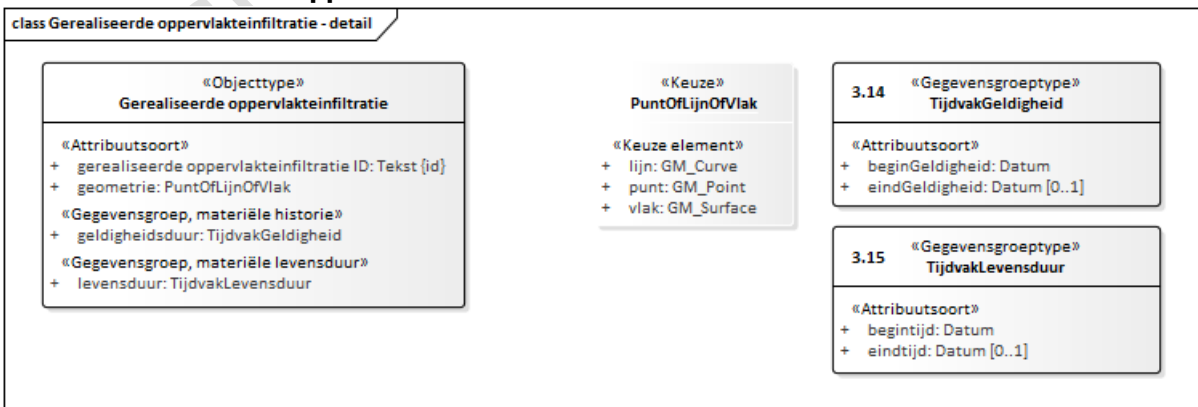 class Gerealiseerde oppervlakteinfiltratie - detail
«Objecttype»
Gerealiseerde oppervlakteinfiltratie
«Attribuutsoort»
+ gerealiseerde oppervlakteinfiltratie ID: Tekst {id}
+ geometrie: PuntOfLijnOfVlak
«Gegevensgroep, materiële historie»
+ geldigheidsduur: TijdvakGeldigheid
«Gegevensgroep, materiële levensduur»
+ levensduur: TijdvakLevensduur
«Keuze»
PuntOfLijnOfVlak
«Keuze element»
+ lijn: GM_Curve
+ punt: GM_Point
+ vlak: GM_Surface
3.14 «Gegevensgroeptype»
TijdvakGeldigheid
«Attribuutsoort»
+ beginGeldigheid: Datum
+ eindGeldigheid: Datum [0..1]
3.15 «Gegevensgroeptype»
TijdvakLevensduur
«Attribuutsoort»
+ begintijd: Datum
+ eindtijd: Datum [0..1]